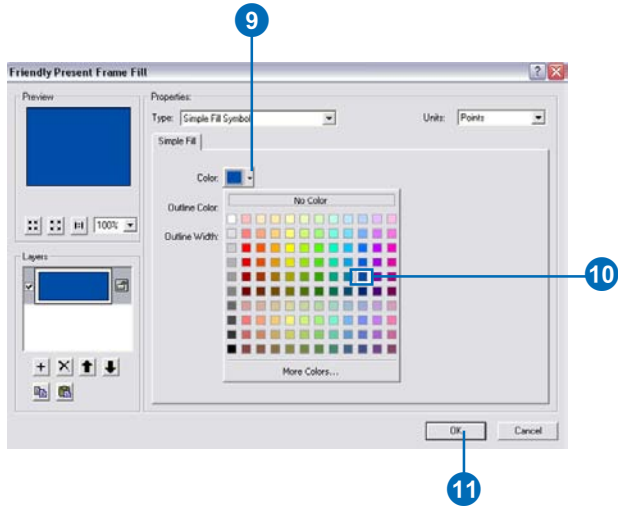 9
Friendly Present Frame Fill
Preview
Properties:
Type: Simple Fill Symbol
Units: Points
Simple Fill
Color:
No Color
Outline Color:
Outline Width:
100%
10
Layers
More Colors...
OK
Cancel
11